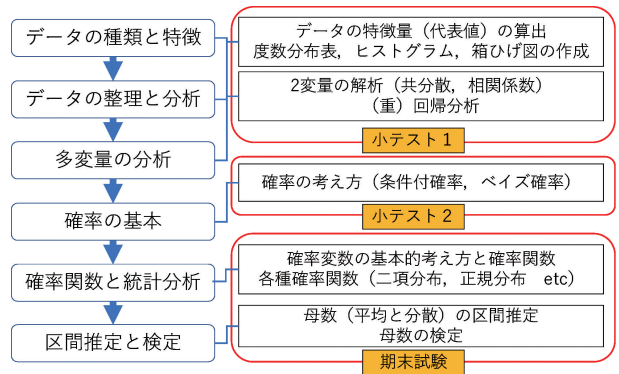 データの種類と特徴
データの整理と分析
多変量の分析
確率の基本
確率関数と統計分析
区間推定と検定
データの特徴量（代表値）の算出
度数分布表，ヒストグラム，箱ひげ図の作成
2変量の解析（共分散，相関係数）
（重）回帰分析
小テスト１
確率の考え方（条件付確率，ベイズ確率）
小テスト２
確率変数の基本的考え方と確率関数
各種確率関数（二項分布，正規分布　etc）
母数（平均と分散）の区間推定
母数の検定
期末試験